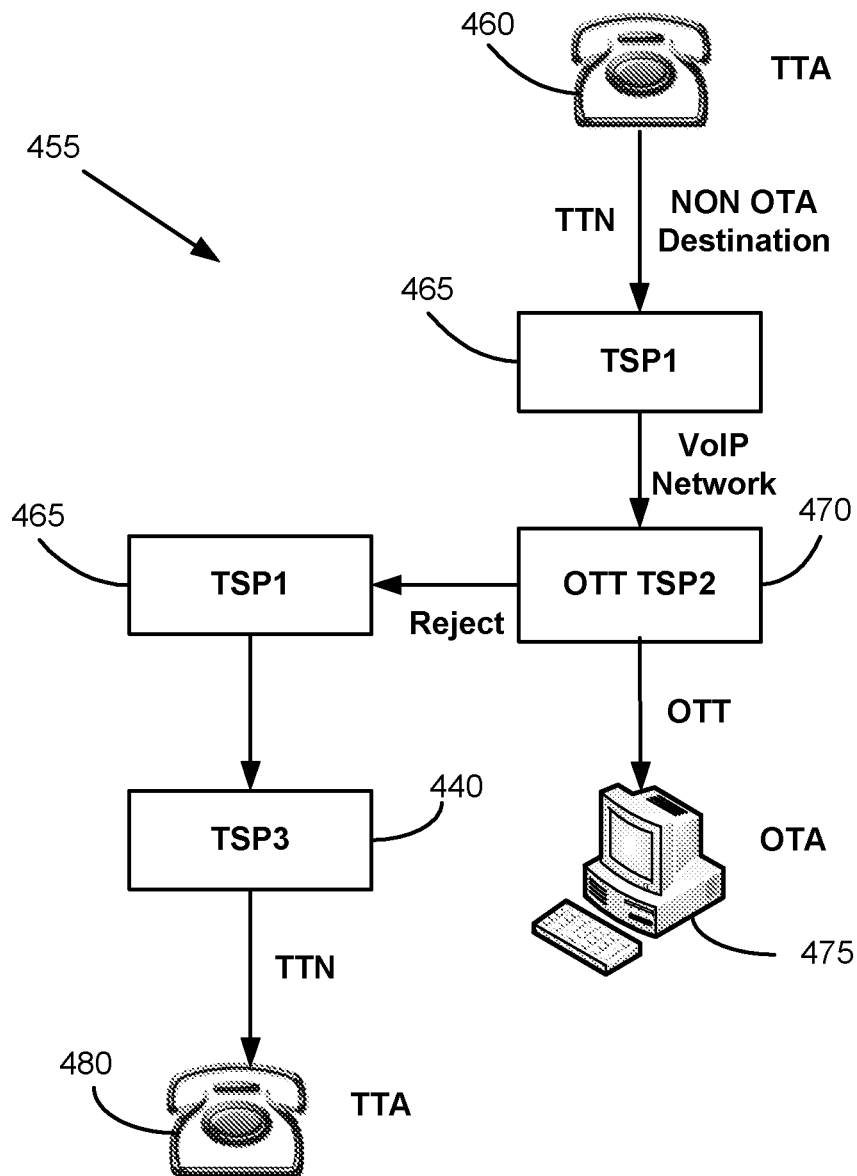 460
TTA
455
TTN
NON OTA
Destination
465
TSP1
VoIP
Network
465
470
TSP1
OTT TSP2
Reject
OTT
440
TSP3
OTA
475
TTN
480
TTA